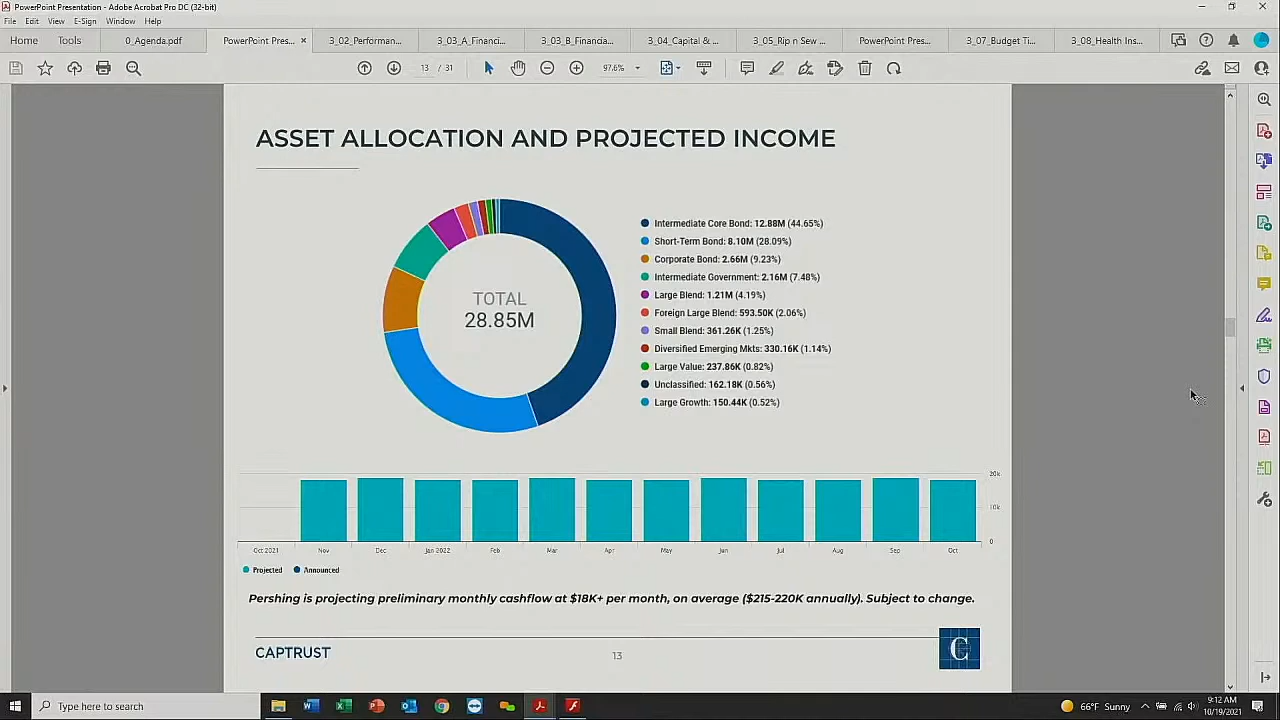 PowerPoint Presentation - Adobe Acrobat Pro DC (32-bit)
File Edit View E-Sign Window Help
Home Tools 0_Agenda.pdf PowerPoint Pres... × 3_02_Performan... 3_03_A_Financi... 3_03_B_Financia... 3_04_Capital & ... 3_05_Rip n Sew ... PowerPoint Pres... 3_07_Budget Ti... 3_08_Health Ins...
13 / 31 97.6%
ASSET ALLOCATION AND PROJECTED INCOME
TOTAL
28.85M
Intermediate Core Bond: 12.88M (44.65%)
Short-Term Bond: 8.10M (28.09%)
Corporate Bond: 2.66M (9.23%)
Intermediate Government: 2.16M (7.48%)
Large Blend: 1.21M (4.19%)
Foreign Large Blend: 593.50K (2.06%)
Small Blend: 361.26K (1.25%)
Diversified Emerging Mkts: 330.16K (1.14%)
Large Value: 237.86K (0.82%)
Unclassified: 162.18K (0.56%)
Large Growth: 150.44K (0.52%)
20k
10k
0
Oct 2021 Nov Dec Jan 2022 Feb Mar Apr May Jun Jul Aug Sep Oct
Projected Announced
Pershing is projecting preliminary monthly cashflow at $18K+ per month, on average ($215-220K annually). Subject to change.
CAPTRUST
13
C
Type here to search
66°F Sunny
9:12 AM
10/19/2021